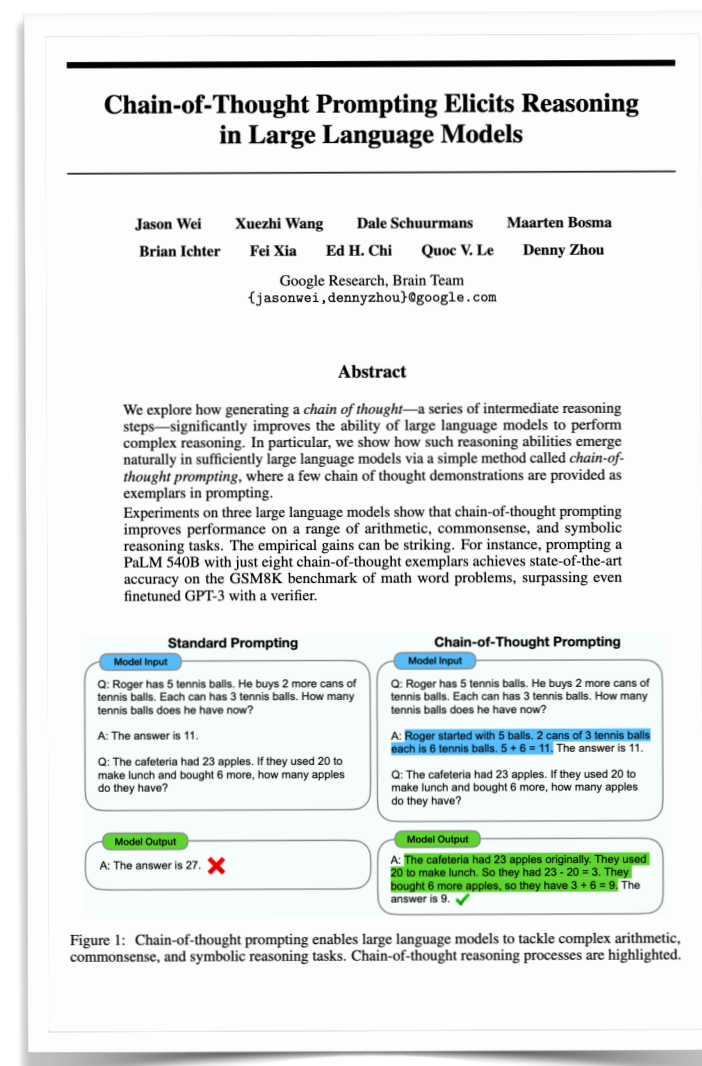 Chain-of-Thought Prompting Elicits Reasoning
in Large Language Models
Jason Wei Xuezhi Wang Dale Schuurmans Maarten Bosma
Brian Ichter Fei Xia Ed H. Chi Quoc V. Le Denny Zhou
Google Research, Brain Team
{jasonwei,dennyzhou}@google.com
Abstract
We explore how generating a chain of thought—a series of intermediate reasoning
steps—significantly improves the ability of large language models to perform
complex reasoning. In particular, we show how such reasoning abilities emerge
naturally in sufficiently large language models via a simple method called chain-of-
thought prompting, where a few chain of thought demonstrations are provided as
exemplars in prompting.
Experiments on three large language models show that chain-of-thought prompting
improves performance on a range of arithmetic, commonsense, and symbolic
reasoning tasks. The empirical gains can be striking. For instance, prompting a
PaLM 540B with just eight chain-of-thought exemplars achieves state-of-the-art
accuracy on the GSM8K benchmark of math word problems, surpassing even
finetuned GPT-3 with a verifier.
Standard Prompting
Model Input
Q: Roger has 5 tennis balls. He buys 2 more cans of
tennis balls. Each can has 3 tennis balls. How many
tennis balls does he have now?
A: The answer is 11.
Q: The cafeteria had 23 apples. If they used 20 to
make lunch and bought 6 more, how many apples
do they have?
Model Output
A: The answer is 27.
Chain-of-Thought Prompting
Model Input
Q: Roger has 5 tennis balls. He buys 2 more cans of
tennis balls. Each can has 3 tennis balls. How many
tennis balls does he have now?
A: Roger started with 5 balls. 2 cans of 3 tennis balls
each is 6 tennis balls. 5 + 6 = 11. The answer is 11.
Q: The cafeteria had 23 apples. If they used 20 to
make lunch and bought 6 more, how many apples
do they have?
Model Output
A: The cafeteria had 23 apples originally. They used
20 to make lunch. So they had 23 - 20 = 3. They
bought 6 more apples, so they have 3 + 6 = 9. The
answer is 9.
Figure 1: Chain-of-thought prompting enables large language models to tackle complex arithmetic,
commonsense, and symbolic reasoning tasks. Chain-of-thought reasoning processes are highlighted.